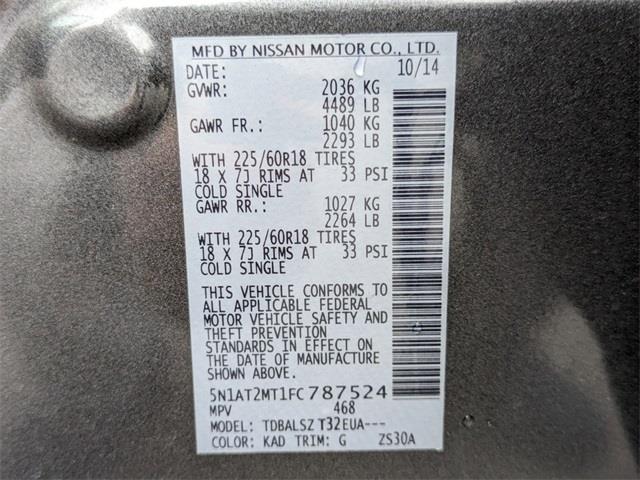 MFD BY NISSAN MOTOR CO., LTD.
DATE: 10/14
GVWR: 2036 KG
4489 LB
GAWR FR.: 1040 KG
2293 LB
WITH 225/60R18 TIRES
18 X 7J RIMS AT 33 PSI
COLD SINGLE
GAWR RR.: 1027 KG
2264 LB
WITH 225/60R18 TIRES
18 X 7J RIMS AT 33 PSI
COLD SINGLE
THIS VEHICLE CONFORMS TO
ALL APPLICABLE FEDERAL
MOTOR VEHICLE SAFETY AND
THEFT PREVENTION
STANDARDS IN EFFECT ON
THE DATE OF MANUFACTURE
SHOWN ABOVE.
5N1AT2MT1FC787524
MPV 468
MODEL: TDBALSZ T32EUA---
COLOR: KAD TRIM: G ZS30A